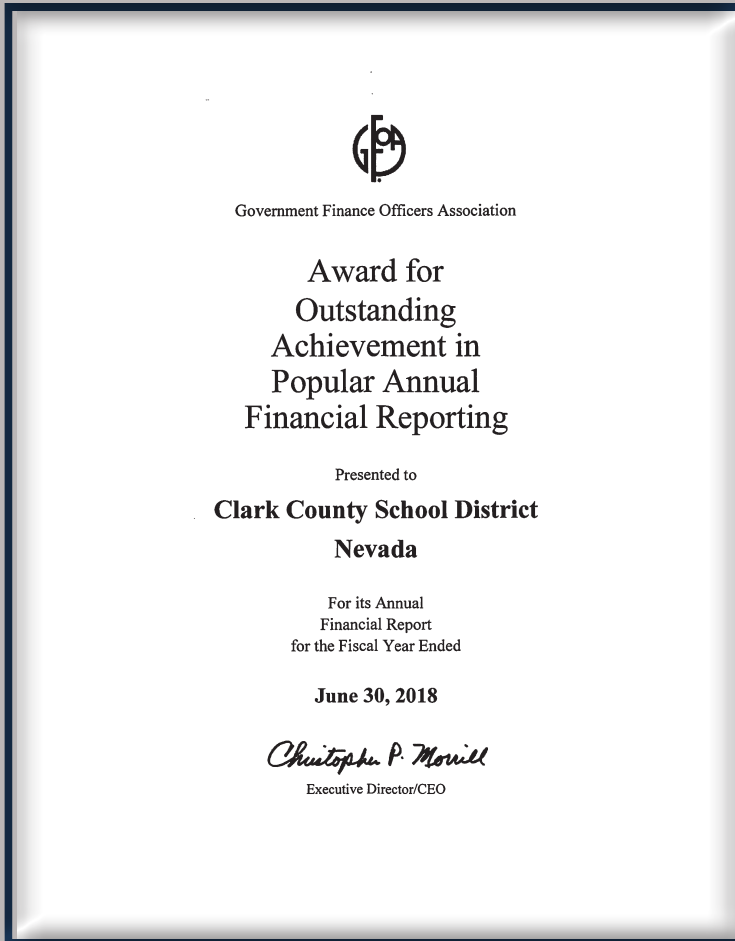 GFOA
Government Finance Officers Association
Award for
Outstanding
Achievement in
Popular Annual
Financial Reporting
Presented to
Clark County School District
Nevada
For its Annual
Financial Report
for the Fiscal Year Ended
June 30, 2018
Christopher P. Morrill
Executive Director/CEO